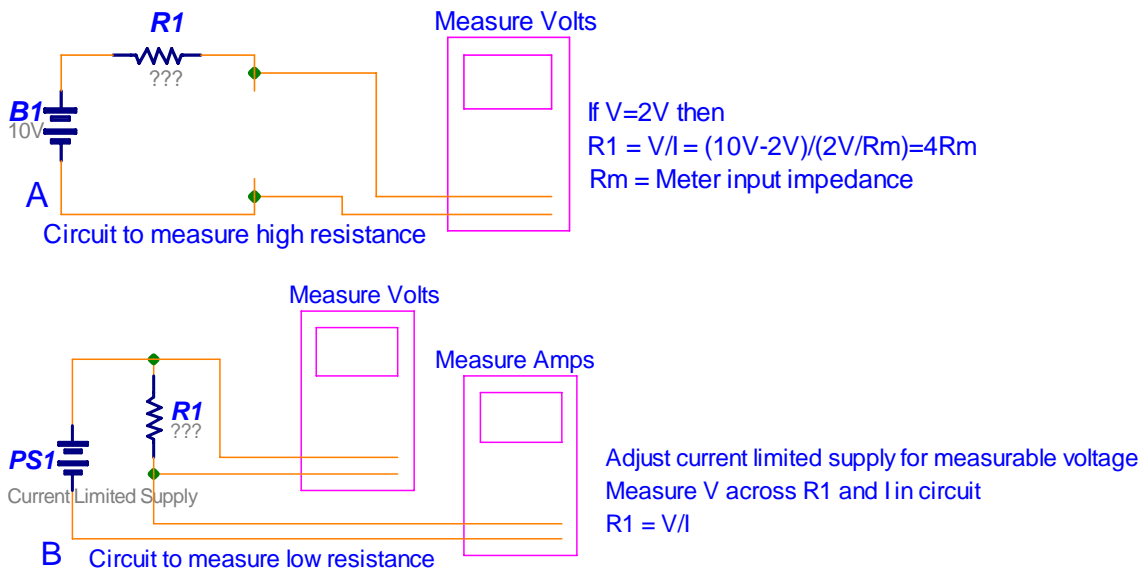 R1
Measure Volts
???
B1
10V
If V=2V then
R1 = V/I = (10V-2V)/(2V/Rm)=4Rm
Rm = Meter input impedance
A
Circuit to measure high resistance
Measure Volts
Measure Amps
R1
???
PS1
Current Limited Supply
Adjust current limited supply for measurable voltage
Measure V across R1 and I in circuit
R1 = V/I
B
Circuit to measure low resistance